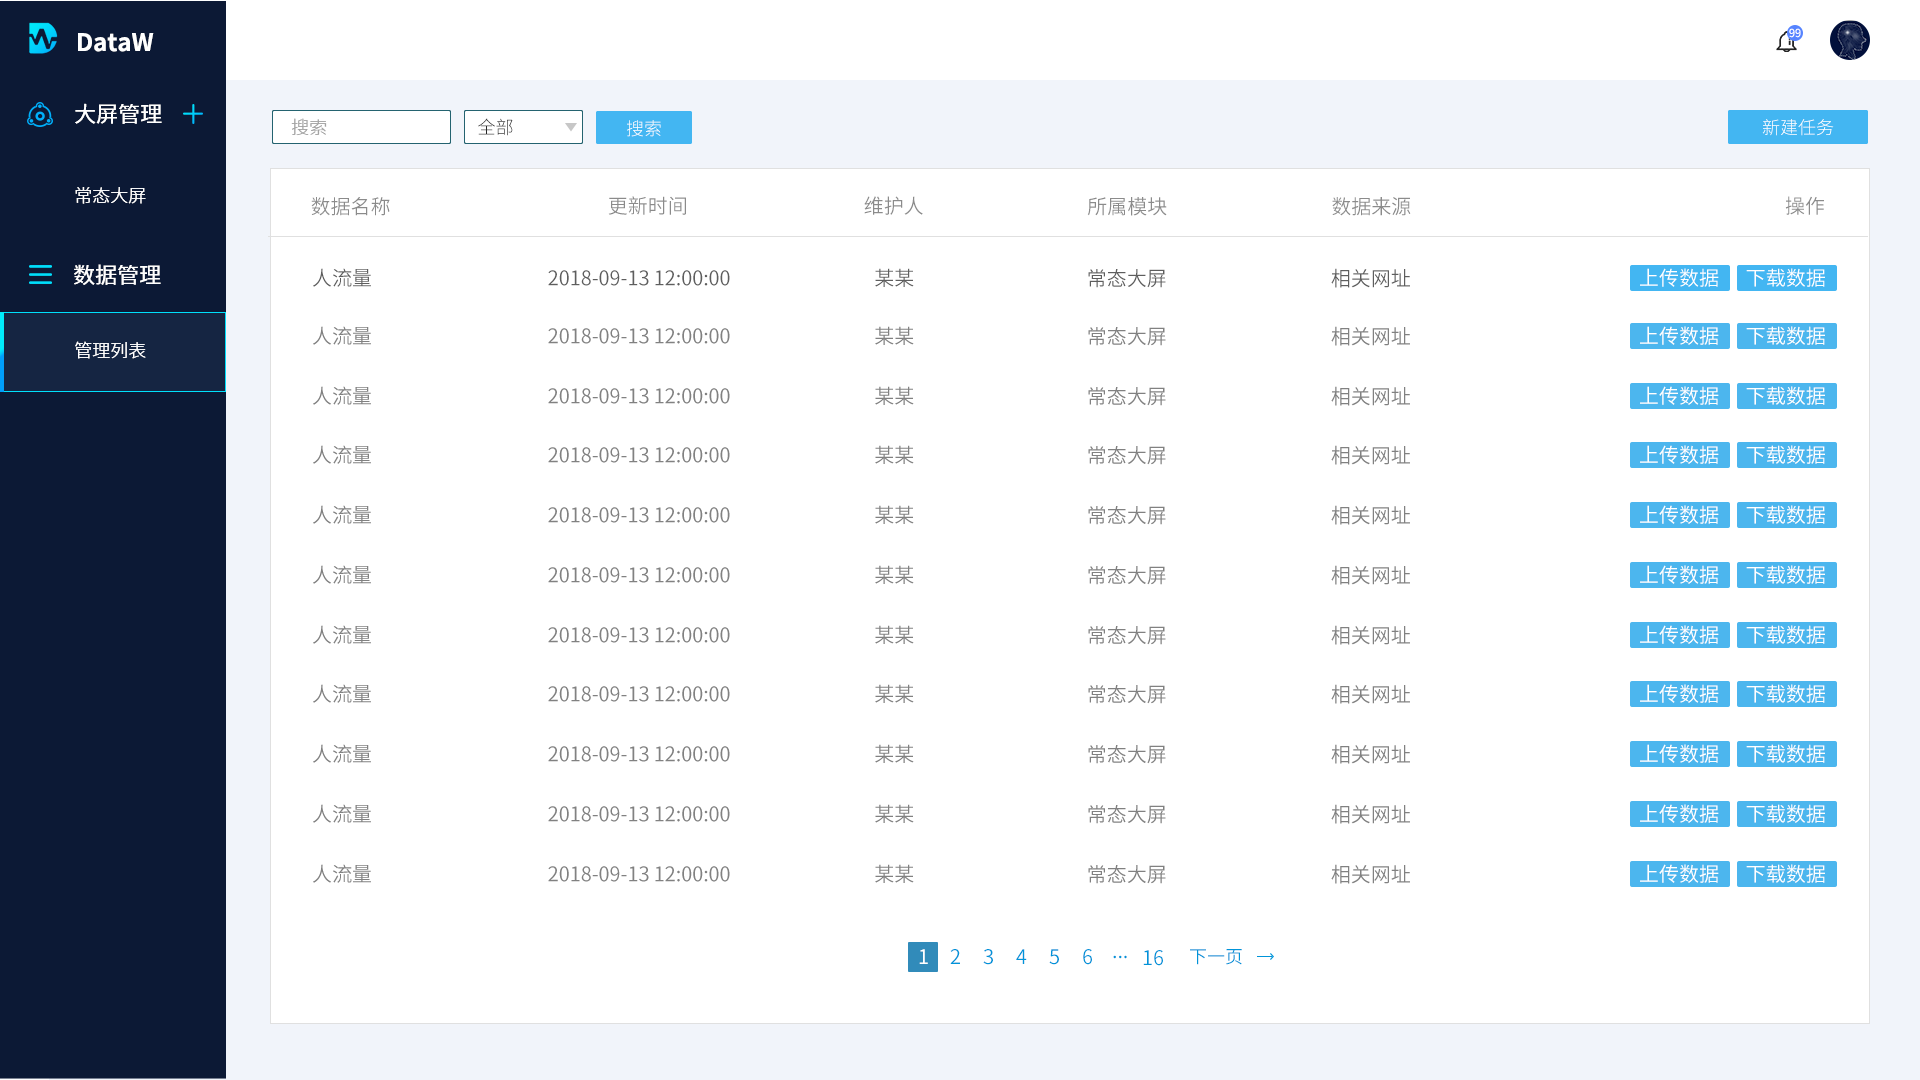 DataW
99
大屏管理
常态大屏
数据管理
管理列表
搜索 全部 搜索 新建任务
数据名称 更新时间 维护人 所属模块 数据来源 操作
人流量 2018-09-13 12:00:00 某某 常态大屏 相关网址 上传数据 下载数据
人流量 2018-09-13 12:00:00 某某 常态大屏 相关网址 上传数据 下载数据
人流量 2018-09-13 12:00:00 某某 常态大屏 相关网址 上传数据 下载数据
人流量 2018-09-13 12:00:00 某某 常态大屏 相关网址 上传数据 下载数据
人流量 2018-09-13 12:00:00 某某 常态大屏 相关网址 上传数据 下载数据
人流量 2018-09-13 12:00:00 某某 常态大屏 相关网址 上传数据 下载数据
人流量 2018-09-13 12:00:00 某某 常态大屏 相关网址 上传数据 下载数据
人流量 2018-09-13 12:00:00 某某 常态大屏 相关网址 上传数据 下载数据
人流量 2018-09-13 12:00:00 某某 常态大屏 相关网址 上传数据 下载数据
人流量 2018-09-13 12:00:00 某某 常态大屏 相关网址 上传数据 下载数据
人流量 2018-09-13 12:00:00 某某 常态大屏 相关网址 上传数据 下载数据
1 2 3 4 5 6 ··· 16 下一页 →